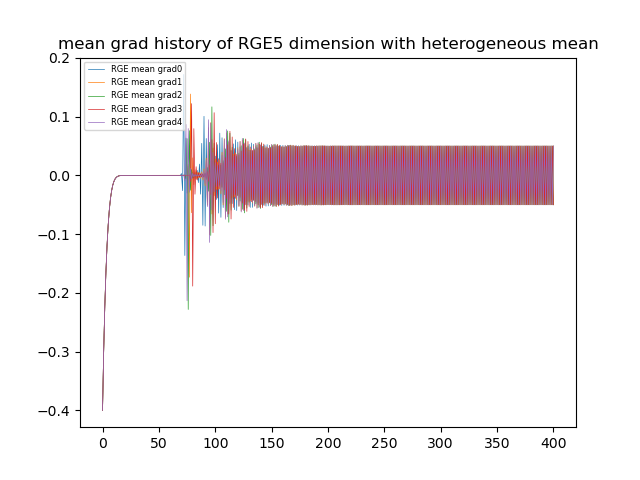 mean grad history of RGE5 dimension with heterogeneous mean
0.2
0.1
0.0
−0.1
−0.2
−0.3
−0.4
RGE mean grad0
RGE mean grad1
RGE mean grad2
RGE mean grad3
RGE mean grad4
0 50 100 150 200 250 300 350 400